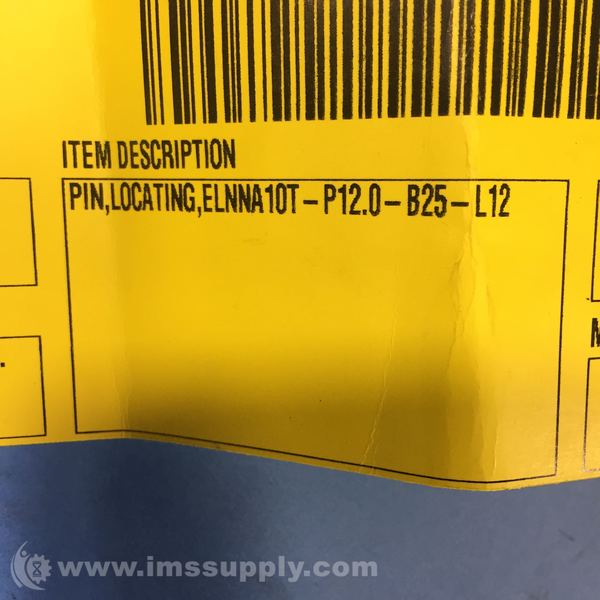 ITEM DESCRIPTION
PIN,LOCATING,ELNNA10T-P12.0-B25-L12
www.imssupply.com